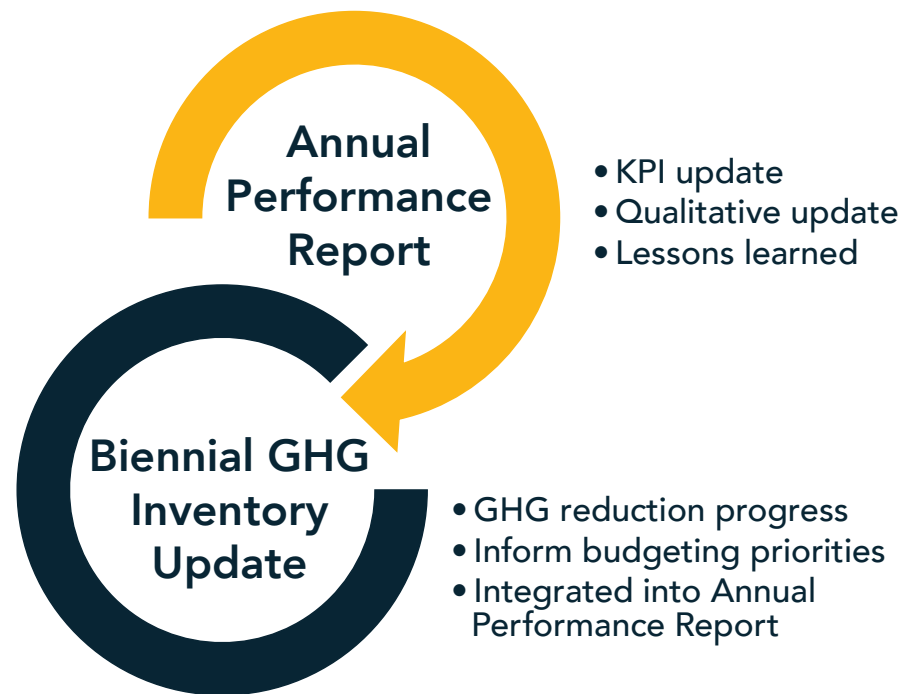 Annual
Performance
Report
• KPI update
• Qualitative update
• Lessons learned
Biennial GHG
Inventory
Update
• GHG reduction progress
• Inform budgeting priorities
• Integrated into Annual
Performance Report